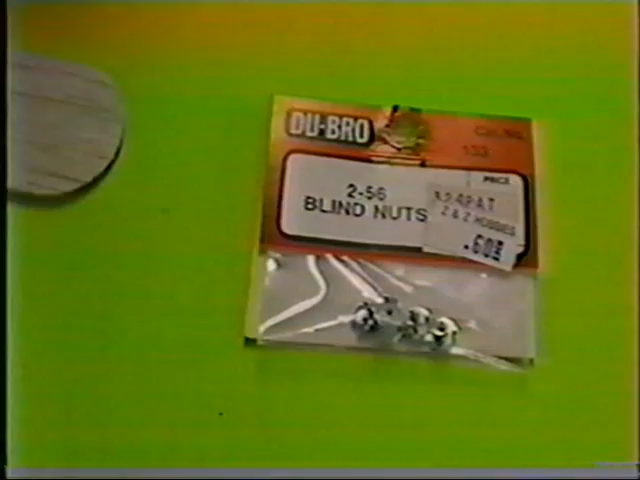 DU-BRO
Cat. No.
133
PRICE
2-56
BLIND NUTS
Z & Z HOBBIES
.60